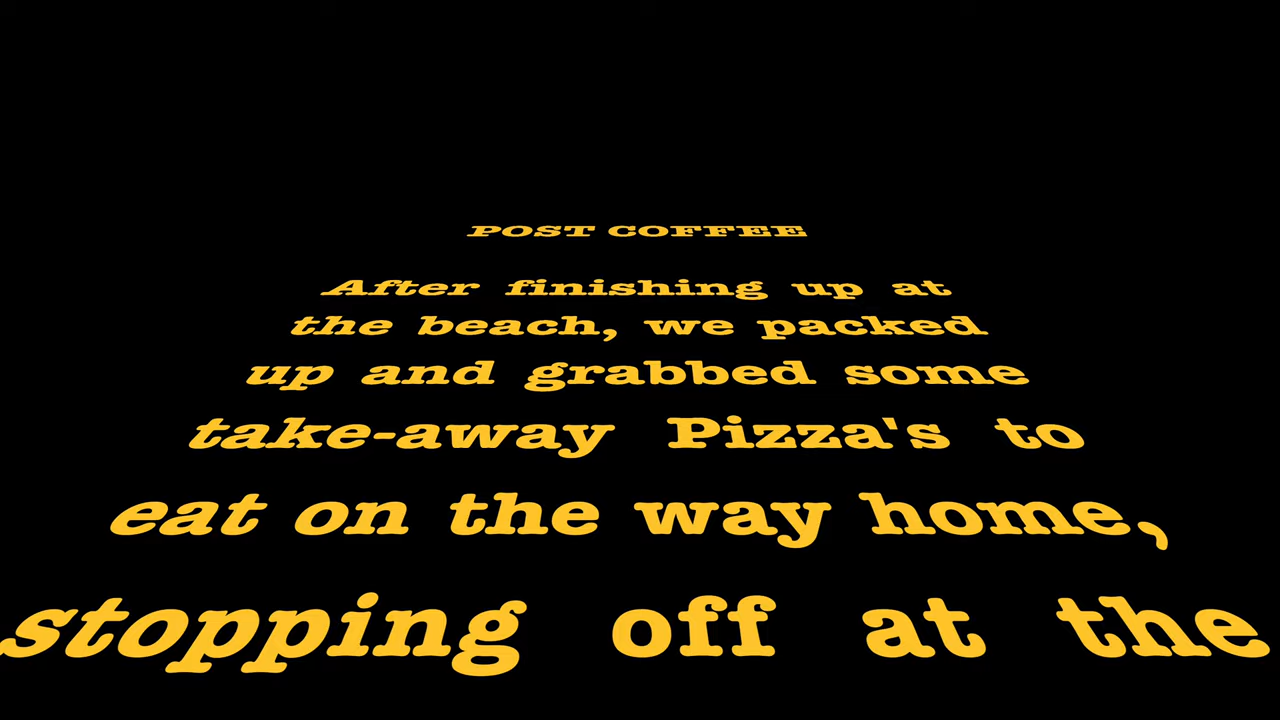 POST COFFEE
After finishing up at
the beach, we packed
up and grabbed some
take-away Pizza's to
eat on the way home,
stopping off at the